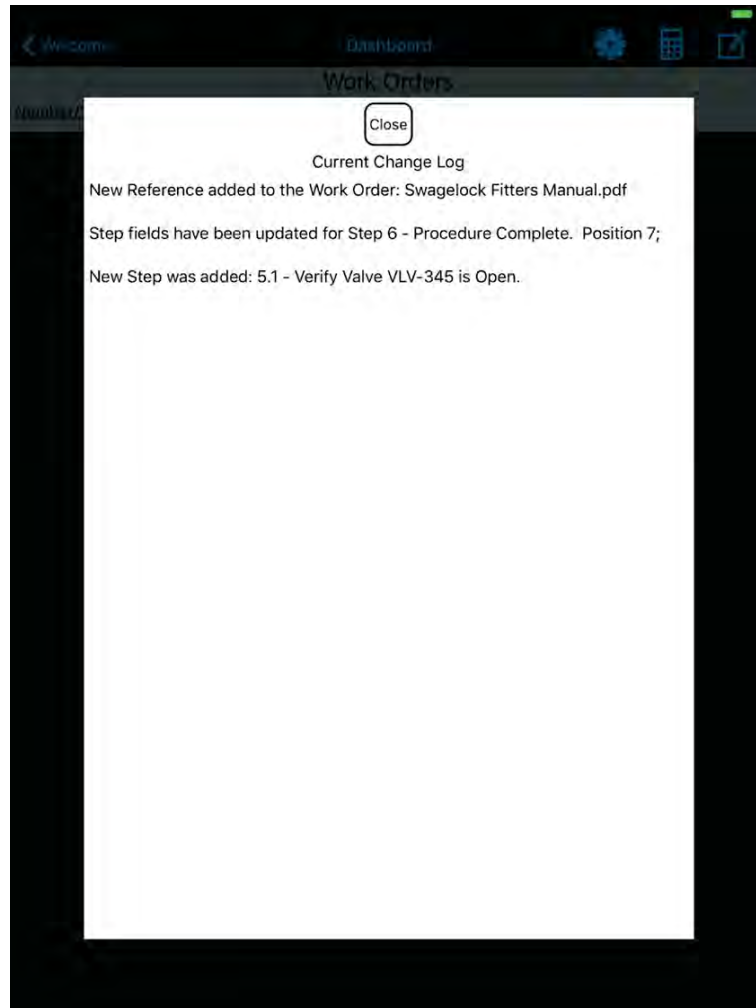 Welcome
Dashboard
Work Orders
Close
Current Change Log
New Reference added to the Work Order: Swagelock Fitters Manual.pdf
Step fields have been updated for Step 6 - Procedure Complete.  Position 7;
New Step was added: 5.1 - Verify Valve VLV-345 is Open.